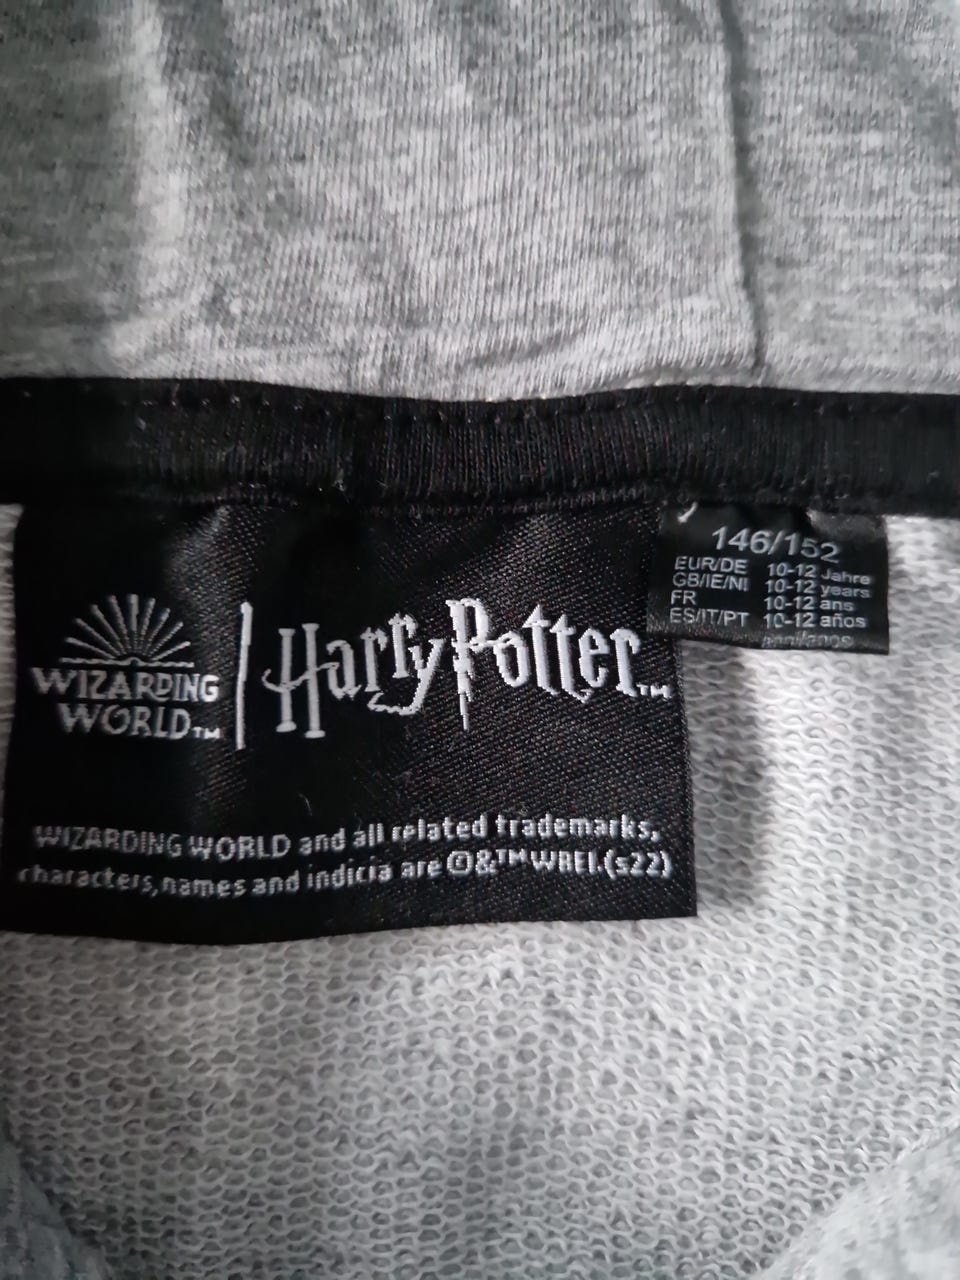 WIZARDING
WORLD™
Harry Potter™
WIZARDING WORLD and all related trademarks,
characters, names and indicia are ©&™WBEI.(s22)
146/152
EUR/DE 10-12 Jahre
GB/IE/NI 10-12 years
FR 10-12 ans
ES/IT/PT 10-12 años